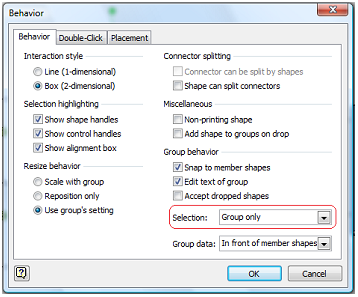 Behavior
Behavior Double-Click Placement
Interaction style
Line (1-dimensional)
Box (2-dimensional)
Selection highlighting
Show shape handles
Show control handles
Show alignment box
Resize behavior
Scale with group
Reposition only
Use group's setting
Connector splitting
Connector can be split by shapes
Shape can split connectors
Miscellaneous
Non-printing shape
Add shape to groups on drop
Group behavior
Snap to member shapes
Edit text of group
Accept dropped shapes
Selection: Group only
Group data: In front of member shapes
? OK Cancel